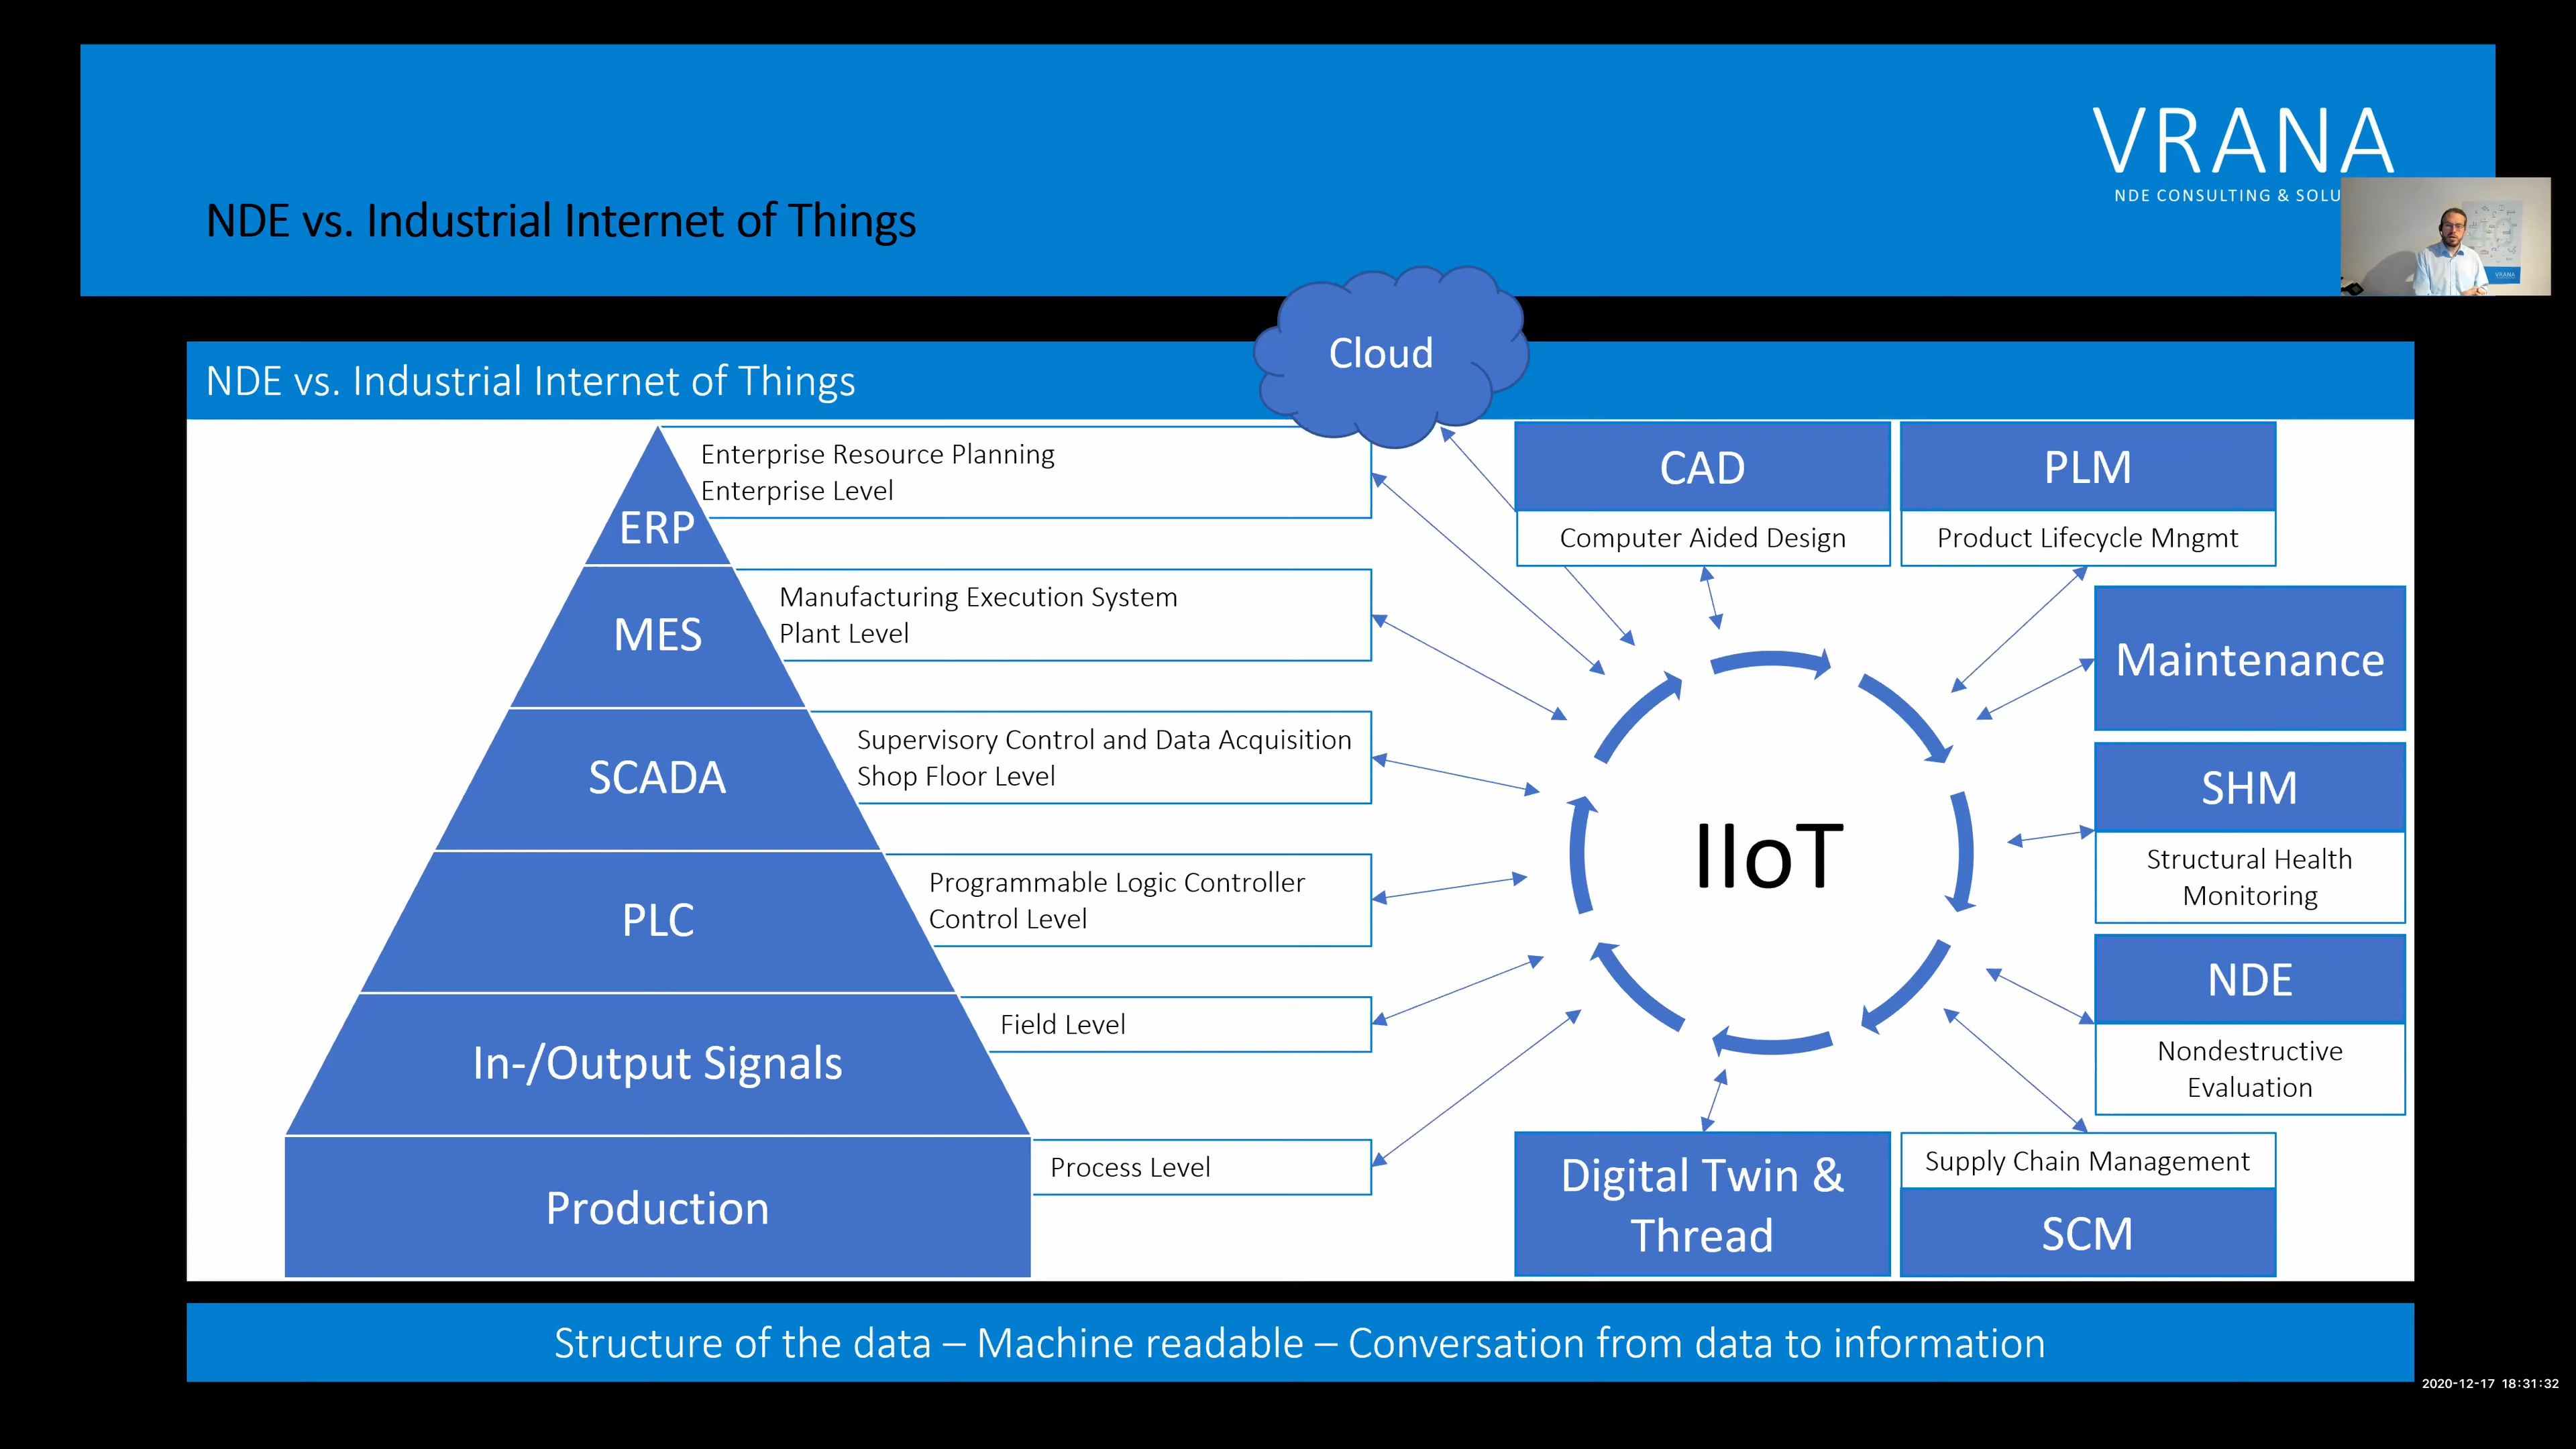 VRANA
NDE CONSULTING & SOLU
NDE vs. Industrial Internet of Things
VRANA
Cloud
NDE vs. Industrial Internet of Things
Enterprise Resource Planning
Enterprise Level
ERP
Manufacturing Execution System
Plant Level
MES
Supervisory Control and Data Acquisition
Shop Floor Level
SCADA
Programmable Logic Controller
Control Level
PLC
Field Level
In-/Output Signals
Process Level
Production
CAD
Computer Aided Design
PLM
Product Lifecycle Mngmt
Maintenance
SHM
Structural Health
Monitoring
NDE
Nondestructive
Evaluation
IIoT
Digital Twin &
Thread
Supply Chain Management
SCM
Structure of the data – Machine readable – Conversation from data to information
2020-12-17 18:31:32